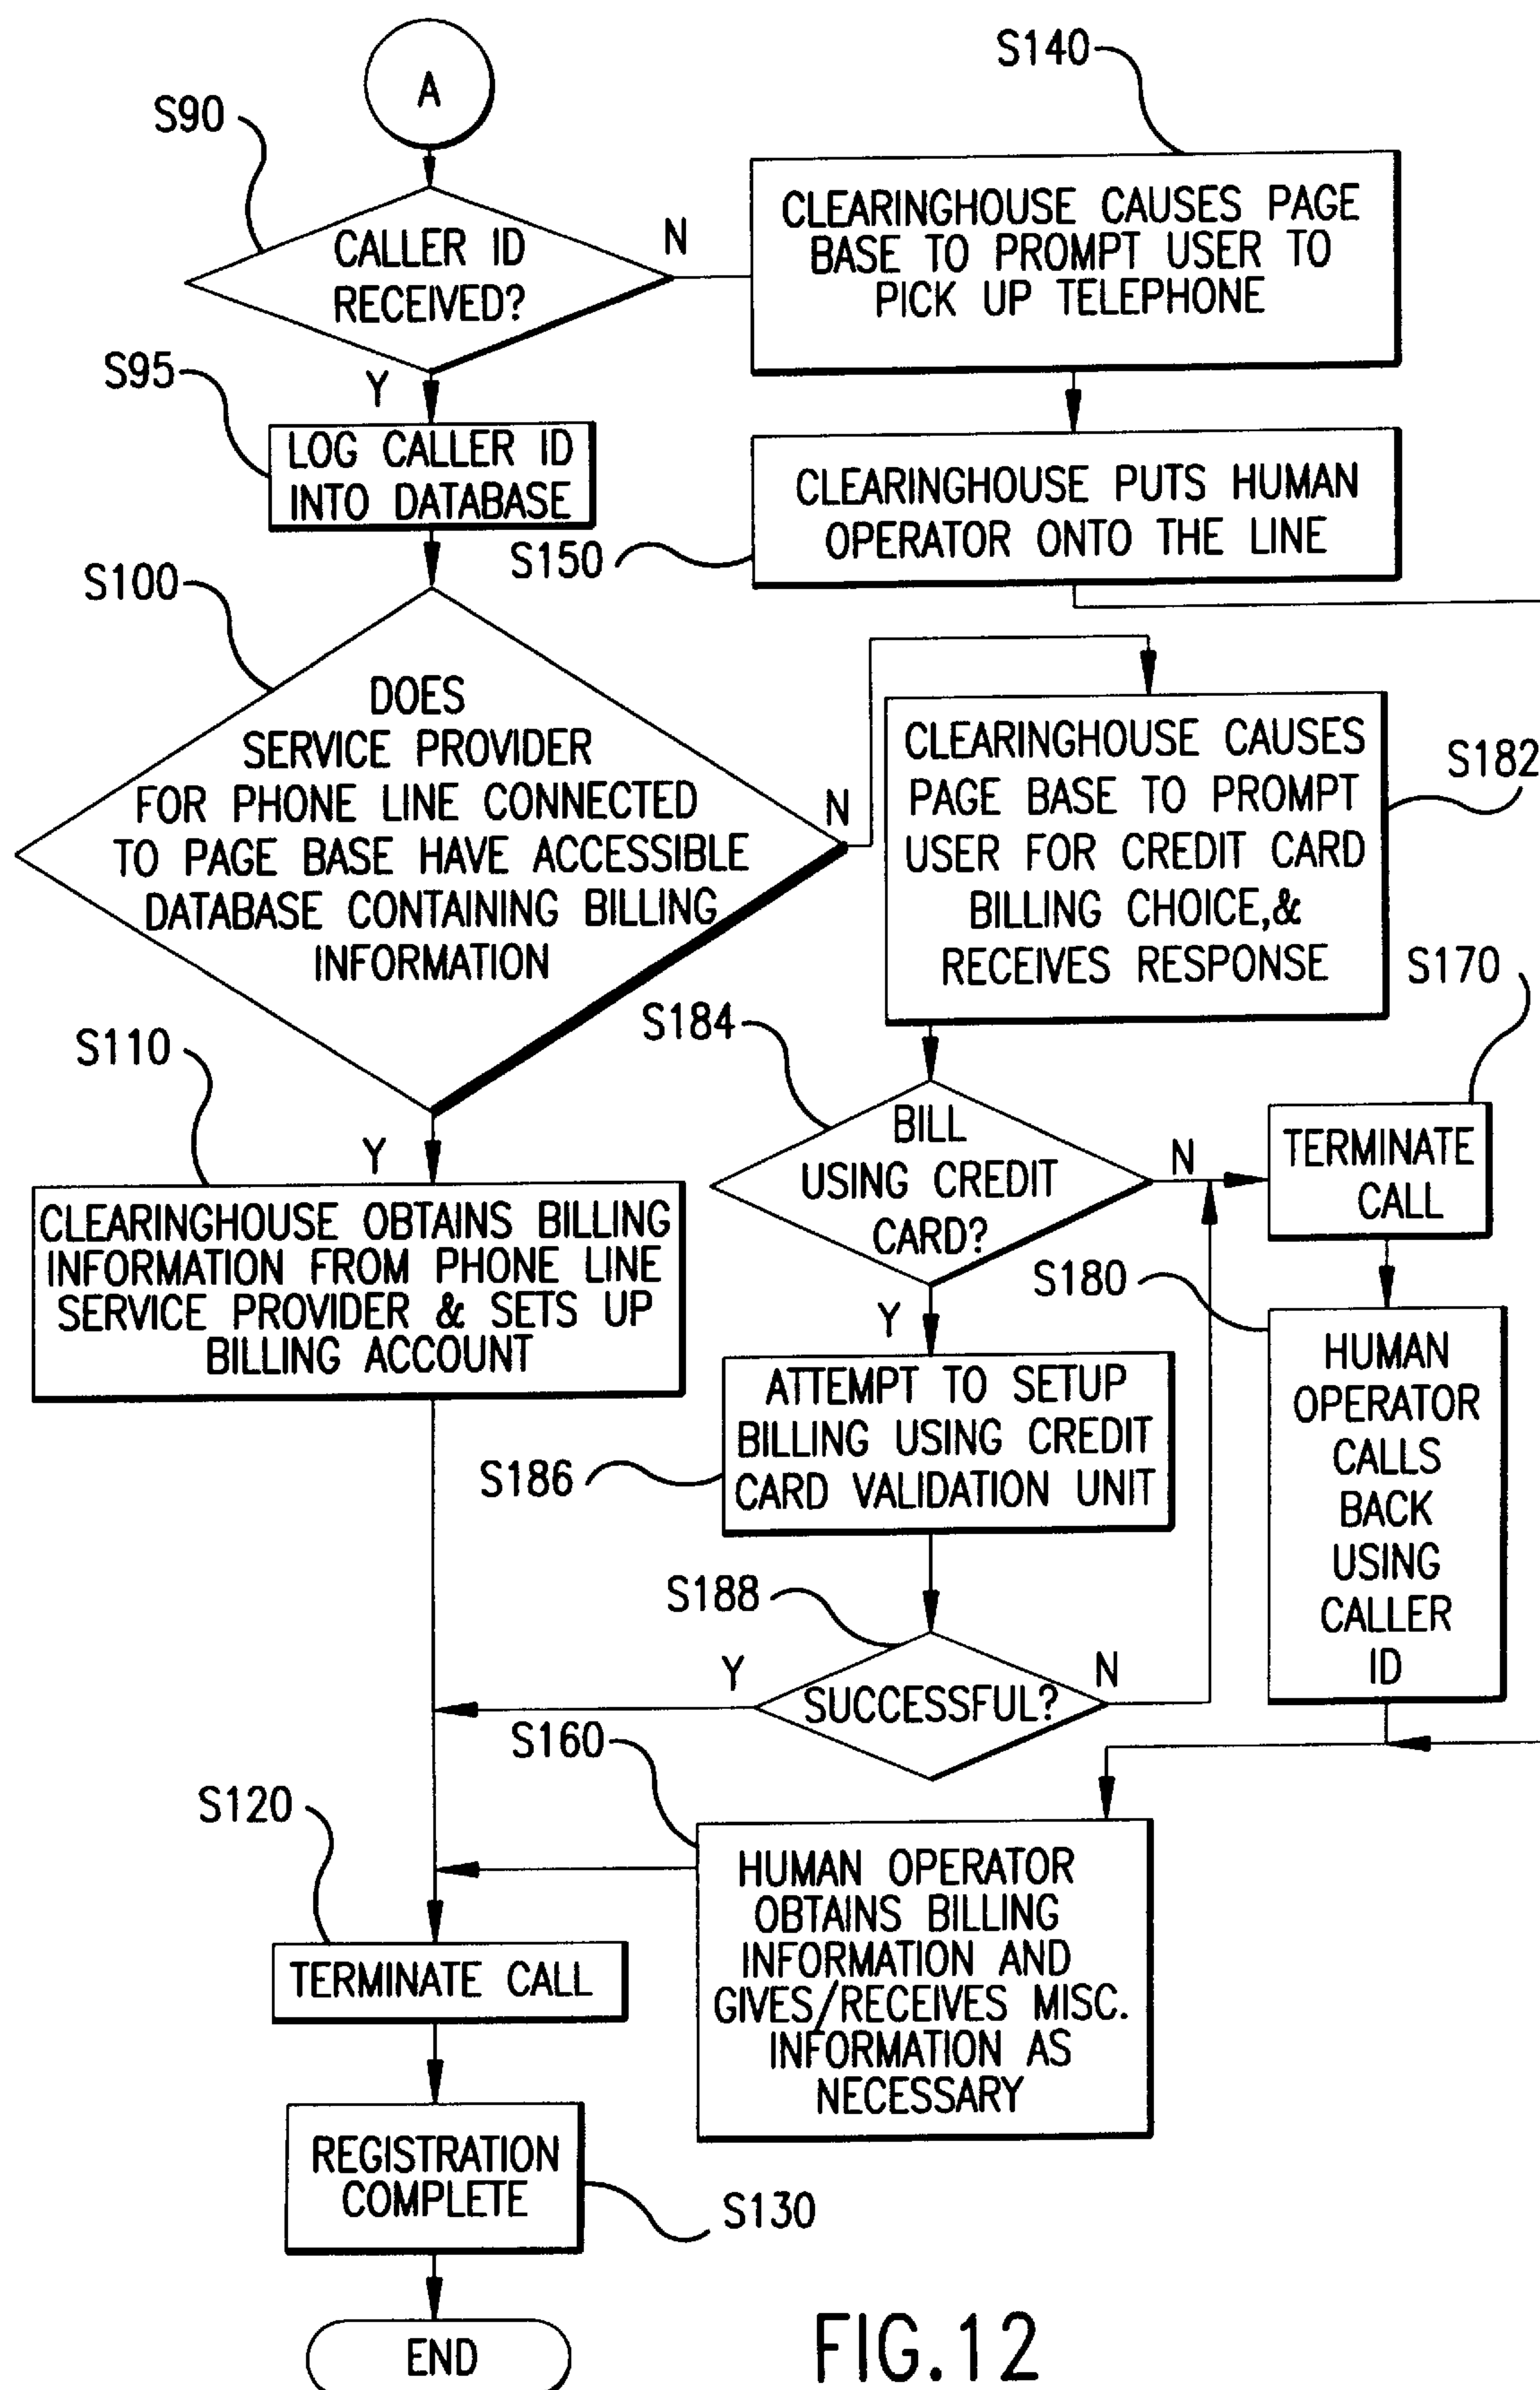 A
S90
CALLER ID
RECEIVED?
N
Y
S140
CLEARINGHOUSE CAUSES PAGE
BASE TO PROMPT USER TO
PICK UP TELEPHONE
S95
LOG CALLER ID
INTO DATABASE
S150
CLEARINGHOUSE PUTS HUMAN
OPERATOR ONTO THE LINE
S100
DOES
SERVICE PROVIDER
FOR PHONE LINE CONNECTED
TO PAGE BASE HAVE ACCESSIBLE
DATABASE CONTAINING BILLING
INFORMATION
N
Y
S182
CLEARINGHOUSE CAUSES
PAGE BASE TO PROMPT
USER FOR CREDIT CARD
BILLING CHOICE,&
RECEIVES RESPONSE
S110
CLEARINGHOUSE OBTAINS BILLING
INFORMATION FROM PHONE LINE
SERVICE PROVIDER & SETS UP
BILLING ACCOUNT
S184
BILL
USING CREDIT
CARD?
N
Y
S170
TERMINATE
CALL
S180
HUMAN
OPERATOR
CALLS
BACK
USING
CALLER
ID
S186
ATTEMPT TO SETUP
BILLING USING CREDIT
CARD VALIDATION UNIT
S188
SUCCESSFUL?
Y
N
S160
HUMAN OPERATOR
OBTAINS BILLING
INFORMATION AND
GIVES/RECEIVES MISC.
INFORMATION AS
NECESSARY
S120
TERMINATE CALL
REGISTRATION
COMPLETE
S130
END
FIG.12